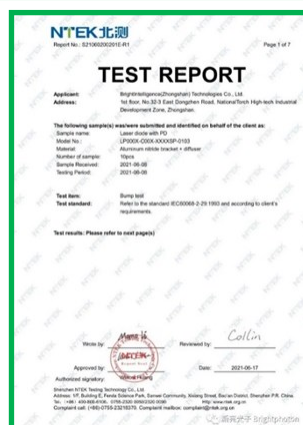 NTEK 北测
Report No.: S21060200201E-R1
Page 1 of 7
TEST REPORT
Applicant: BrightIntelligence(Zhongshan) Technologies Co., Ltd.
Address: 1st floor, No.32-3 East Dongzhen Road, National Torch High-tech Industrial
Development Zone, Zhongshan.
The following sample(s) was/were submitted and identified on behalf of the client as:
Sample name: Laser diode with PD
Model No.:
Material: Aluminum nitride bracket + diffuser
Number of sample: 10pcs
Sample Received: 2021-06-08
Testing Period: 2021-06-08
Test item: Bump test
Test standard: Refer to the standard IEC60068-2-29:1993 and according to client's
requirements.
Test results: Please refer to next page(s)
Wrote by:
Reviewed by: Collin
Approved by:
Date: 2021-06-17
Authorized signatory:
Shenzhen NTEK Testing Technology Co., Ltd.